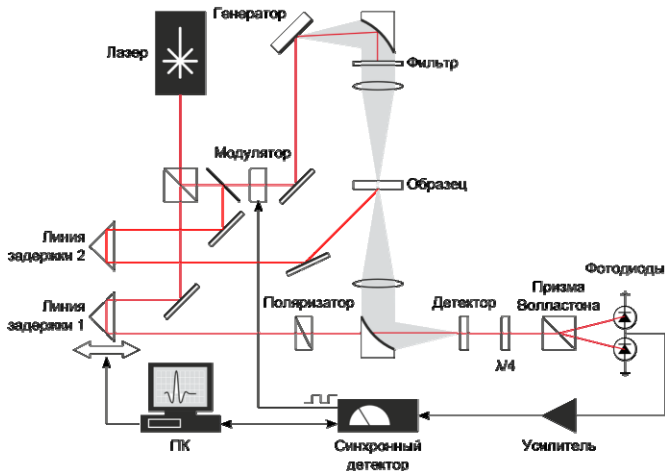 Генератор
Лазер
Фильтр
Модулятор
Образец
Линия
задержки 2
Линия
задержки 1
Поляризатор
Детектор
Призма
Волластона
Фотодиоды
λ/4
ПК
Синхронный
детектор
Усилитель